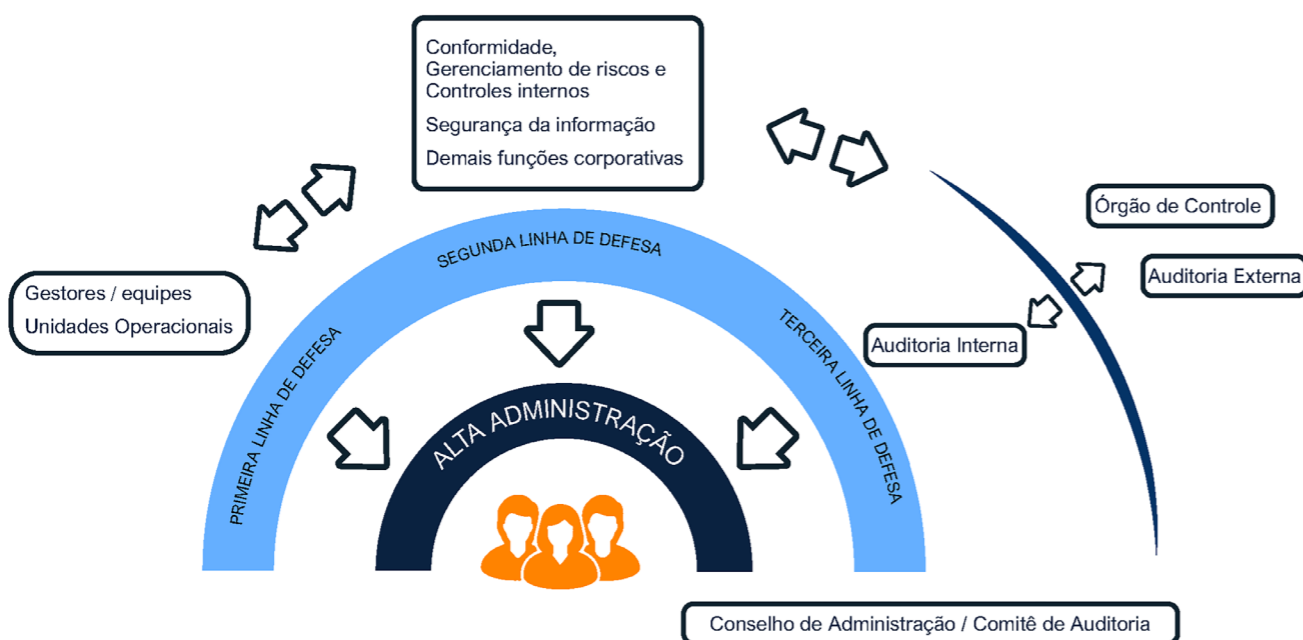 Conformidade,
Gerenciamento de riscos e
Controles internos
Segurança da informação
Demais funções corporativas
Gestores / equipes
Unidades Operacionais
PRIMEIRA LINHA DE DEFESA
SEGUNDA LINHA DE DEFESA
TERCEIRA LINHA DE DEFESA
ALTA ADMINISTRAÇÃO
Órgão de Controle
Auditoria Externa
Auditoria Interna
Conselho de Administração / Comitê de Auditoria